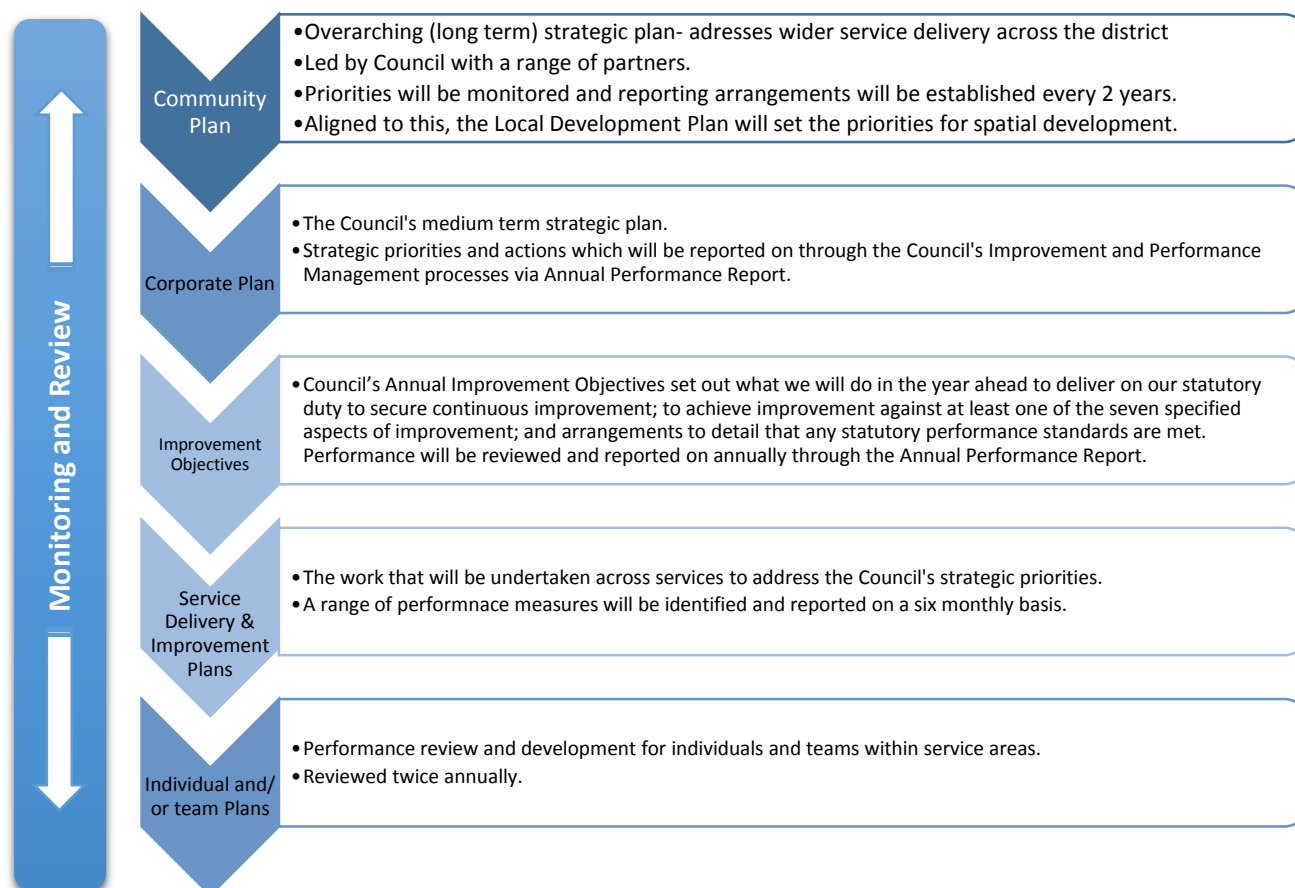 Monitoring and Review
Community
Plan
•Overarching (long term) strategic plan- adresses wider service delivery across the district
•Led by Council with a range of partners.
•Priorities will be monitored and reporting arrangements will be established every 2 years.
•Aligned to this, the Local Development Plan will set the priorities for spatial development.
Corporate Plan
•The Council's medium term strategic plan.
•Strategic priorities and actions which will be reported on through the Council's Improvement and Performance
Management processes via Annual Performance Report.
Improvement
Objectives
•Council’s Annual Improvement Objectives set out what we will do in the year ahead to deliver on our statutory
duty to secure continuous improvement; to achieve improvement against at least one of the seven specified
aspects of improvement; and arrangements to detail that any statutory performance standards are met.
Performance will be reviewed and reported on annually through the Annual Performance Report.
Service
Delivery &
Improvement
Plans
•The work that will be undertaken across services to address the Council's strategic priorities.
•A range of performnace measures will be identified and reported on a six monthly basis.
Individual and/
or team Plans
•Performance review and development for individuals and teams within service areas.
•Reviewed twice annually.